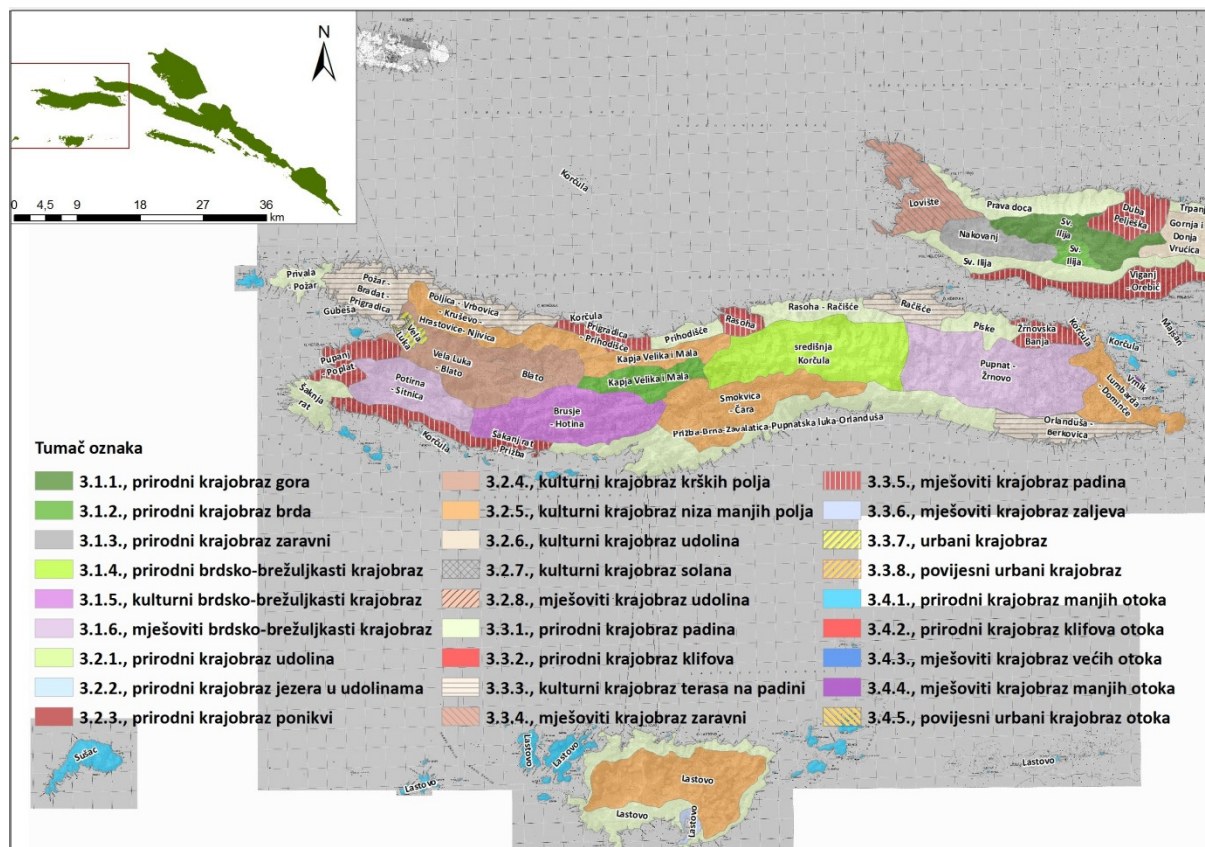 N
0 4,5 9 18 27 36
km
Korčula
Lovište
Prava doca
Duba
Pelješka
Trpanj
Gornja i
Donja
Vrućica
Sv.
Ilija
Sv.
Ilija
Nakovanj
Sv. Ilija
Viganj
-Orebić
Privala
Požar
Požar -
Bradat -
Prigradica
Gubeša
Poljica - Vrbovica
- Kruševo -
Hrastovice- Njivica
Vela
Luka
Korčula
Prigradica
- Prihodišće
Prihodišće
Rasoha
Rasoha - Račišće
Račišće
Piske
Žrnovska
Banja
Korčula
Korčula
Majsan
Vrnik
Lumbarda -
Dominče
Kapja Velika i Mala
Kapja Velika i Mala
središnja
Korčula
Pupnat -
Žrnovo
Pupanj
Poplat
Šaknja
rat
Potirna
- Sitnica
Vela Luka
- Blato
Blato
Brusje
- Hotina
Smokvica
- Čara
Prižba-Brna-Zavalatica-Pupnatska luka-Orlanduša
Orlanduša -
Berkovica
Korčula
Šakanj rat
- Prižba
Tumač oznaka
3.1.1., prirodni krajobraz gora
3.1.2., prirodni krajobraz brda
3.1.3., prirodni krajobraz zaravni
3.1.4., prirodni brdsko-brežuljkasti krajobraz
3.1.5., kulturni brdsko-brežuljkasti krajobraz
3.1.6., mješoviti brdsko-brežuljkasti krajobraz
3.2.1., prirodni krajobraz udolina
3.2.2., prirodni krajobraz jezera u udolinama
3.2.3., prirodni krajobraz ponikvi
3.2.4., kulturni krajobraz krških polja
3.2.5., kulturni krajobraz niza manjih polja
3.2.6., kulturni krajobraz udolina
3.2.7., kulturni krajobraz solana
3.2.8., mješoviti krajobraz udolina
3.3.1., prirodni krajobraz padina
3.3.2., prirodni krajobraz klifova
3.3.3., kulturni krajobraz terasa na padini
3.3.4., mješoviti krajobraz zaravni
3.3.5., mješoviti krajobraz padina
3.3.6., mješoviti krajobraz zaljeva
3.3.7., urbani krajobraz
3.3.8., povijesni urbani krajobraz
3.4.1., prirodni krajobraz manjih otoka
3.4.2., prirodni krajobraz klifova otoka
3.4.3., mješoviti krajobraz većih otoka
3.4.4., mješoviti krajobraz manjih otoka
3.4.5., povijesni urbani krajobraz otoka
Sušac
Lastovo
Lastovo
Lastovo
Lastovo
Lastovo
Lastovo
Lastovo